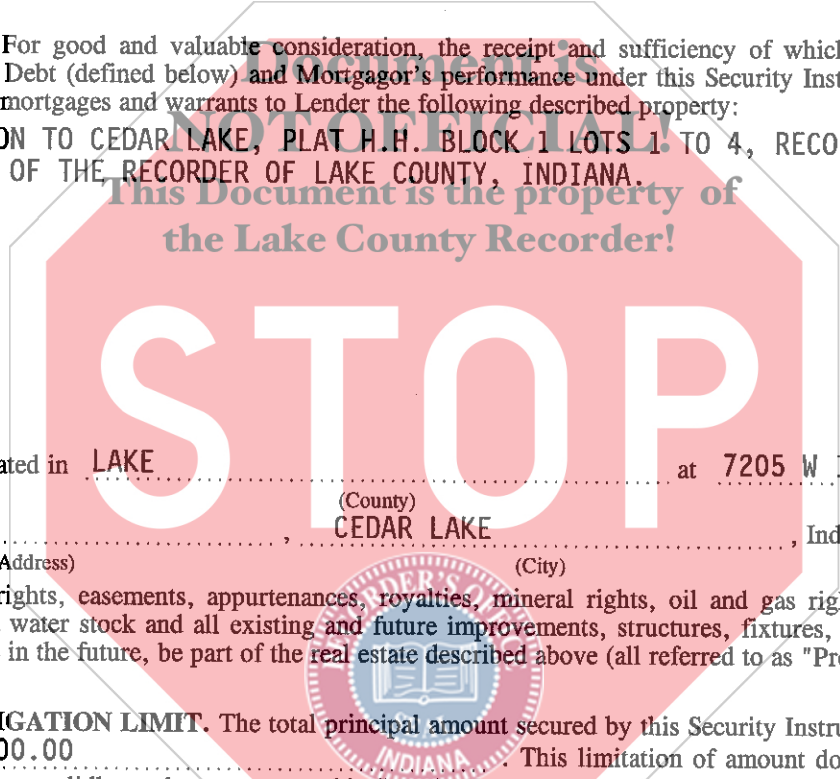 For good and valuable consideration, the receipt and sufficiency of which
Debt (defined below) and Mortgagor's performance under this Security Inst
mortgages and warrants to Lender the following described property:
ON TO CEDAR LAKE, PLAT H.H. BLOCK 1 LOTS 1 TO 4, RECO
OF THE RECORDER OF LAKE COUNTY, INDIANA.
Document is
NOT OFFICIAL!
This Document is the property of
the Lake County Recorder!
STOP
ated in LAKE at 7205 W
(County)
, CEDAR LAKE , Ind
Address) (City)
rights, easements, appurtenances, royalties, mineral rights, oil and gas rig
water stock and all existing and future improvements, structures, fixtures,
in the future, be part of the real estate described above (all referred to as "Pro
IGATION LIMIT. The total principal amount secured by this Security Instru
00.00 . This limitation of amount do
RECORDER'S OFFICE
SEAL
INDIANA